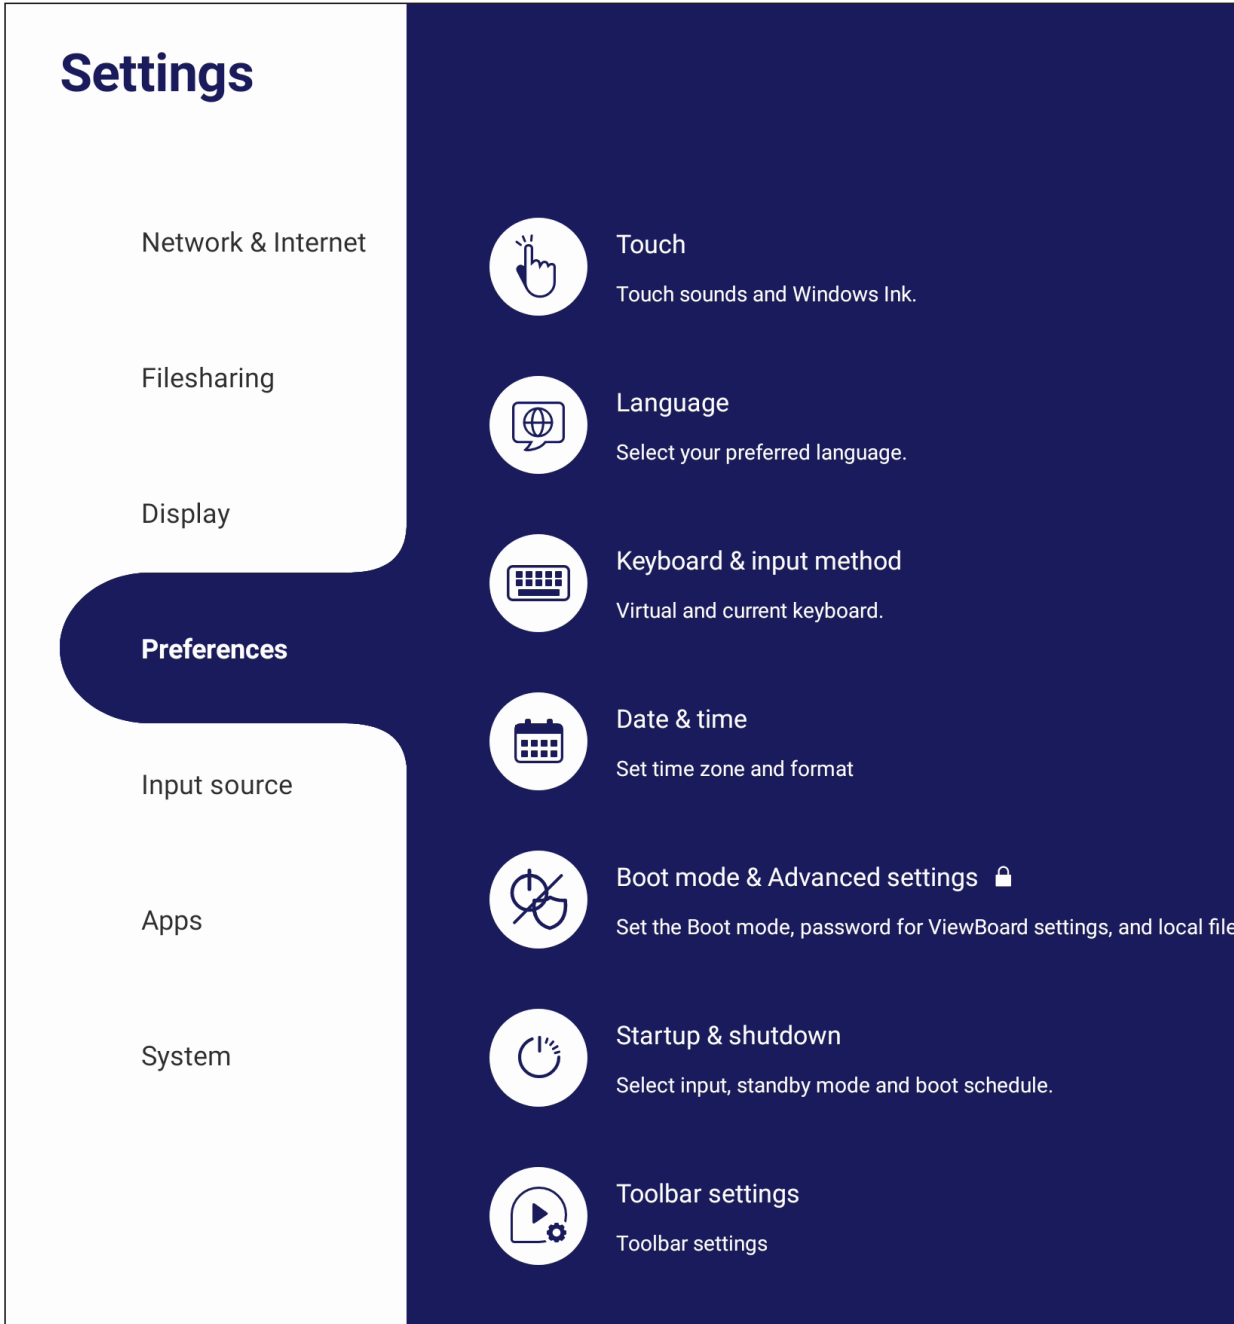 Settings
Network & Internet
Filesharing
Display
Preferences
Input source
Apps
System
Touch
Touch sounds and Windows Ink.
Language
Select your preferred language.
Keyboard & input method
Virtual and current keyboard.
Date & time
Set time zone and format
Boot mode & Advanced settings
Set the Boot mode, password for ViewBoard settings, and local file
Startup & shutdown
Select input, standby mode and boot schedule.
Toolbar settings
Toolbar settings